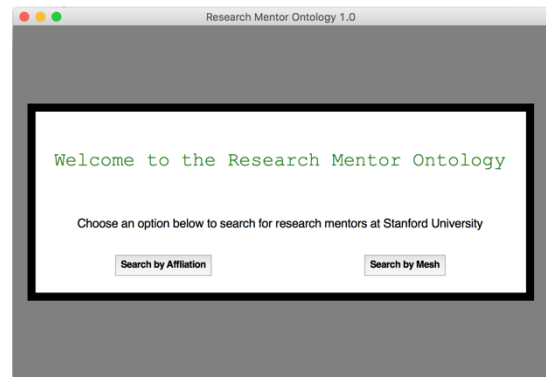 Research Mentor Ontology 1.0
Welcome to the Research Mentor Ontology
Choose an option below to search for research mentors at Stanford University
Search by Affliation
Search by Mesh